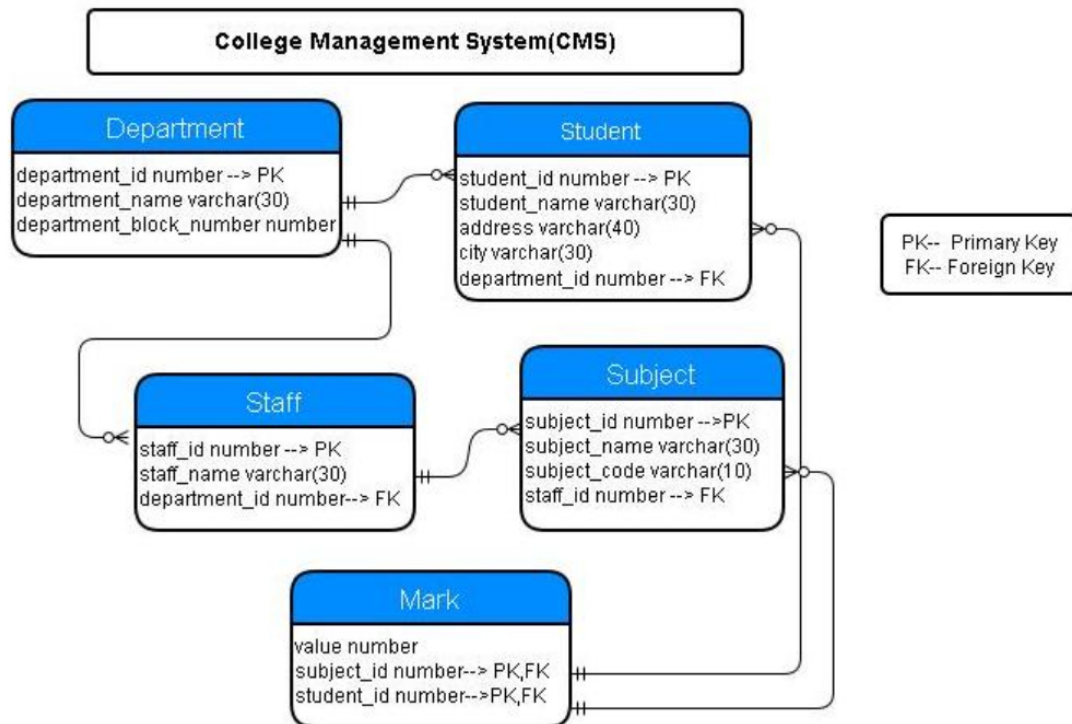 College Management System(CMS)
Department
department_id number --> PK
department_name varchar(30)
department_block_number number
Student
student_id number --> PK
student_name varchar(30)
address varchar(40)
city varchar(30)
department_id number --> FK
PK-- Primary Key
FK-- Foreign Key
Staff
staff_id number --> PK
staff_name varchar(30)
department_id number--> FK
Subject
subject_id number -->PK
subject_name varchar(30)
subject_code varchar(10)
staff_id number --> FK
Mark
value number
subject_id number--> PK,FK
student_id number-->PK,FK